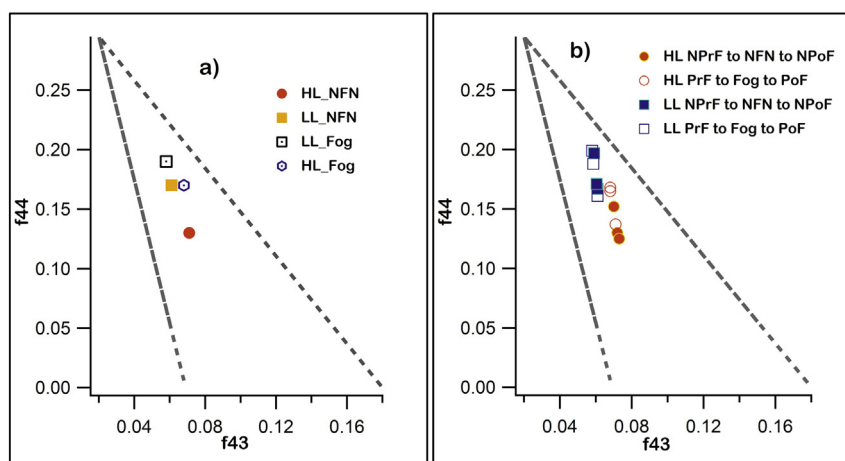 a)
HL_NFN
LL_NFN
LL_Fog
HL_Fog
0.25
0.20
0.15
0.10
0.05
0.00
f44
0.04
0.08
0.12
0.16
f43
b)
HL NPrF to NFN to NPoF
HL PrF to Fog to PoF
LL NPrF to NFN to NPoF
LL PrF to Fog to PoF
0.25
0.20
0.15
0.10
0.05
0.00
f44
0.04
0.08
0.12
0.16
f43